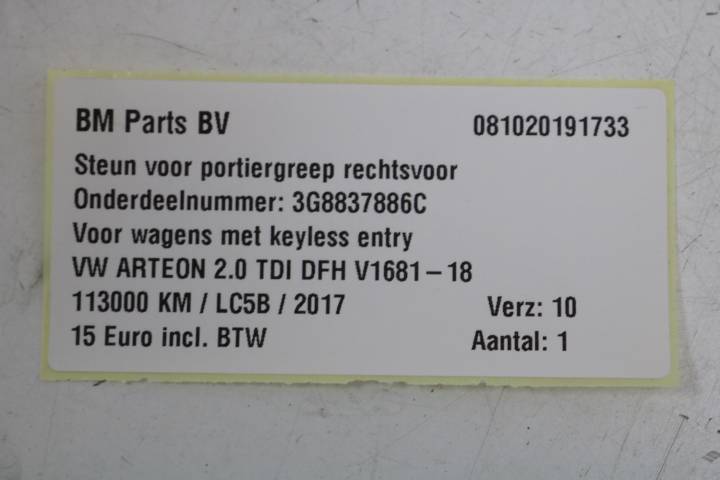 BM Parts BV 081020191733
Steun voor portiergreep rechtsvoor
Onderdeelnummer: 3G8837886C
Voor wagens met keyless entry
VW ARTEON 2.0 TDI DFH V1681-18
113000 KM / LC5B / 2017 Verz: 10
15 Euro incl. BTW Aantal: 1